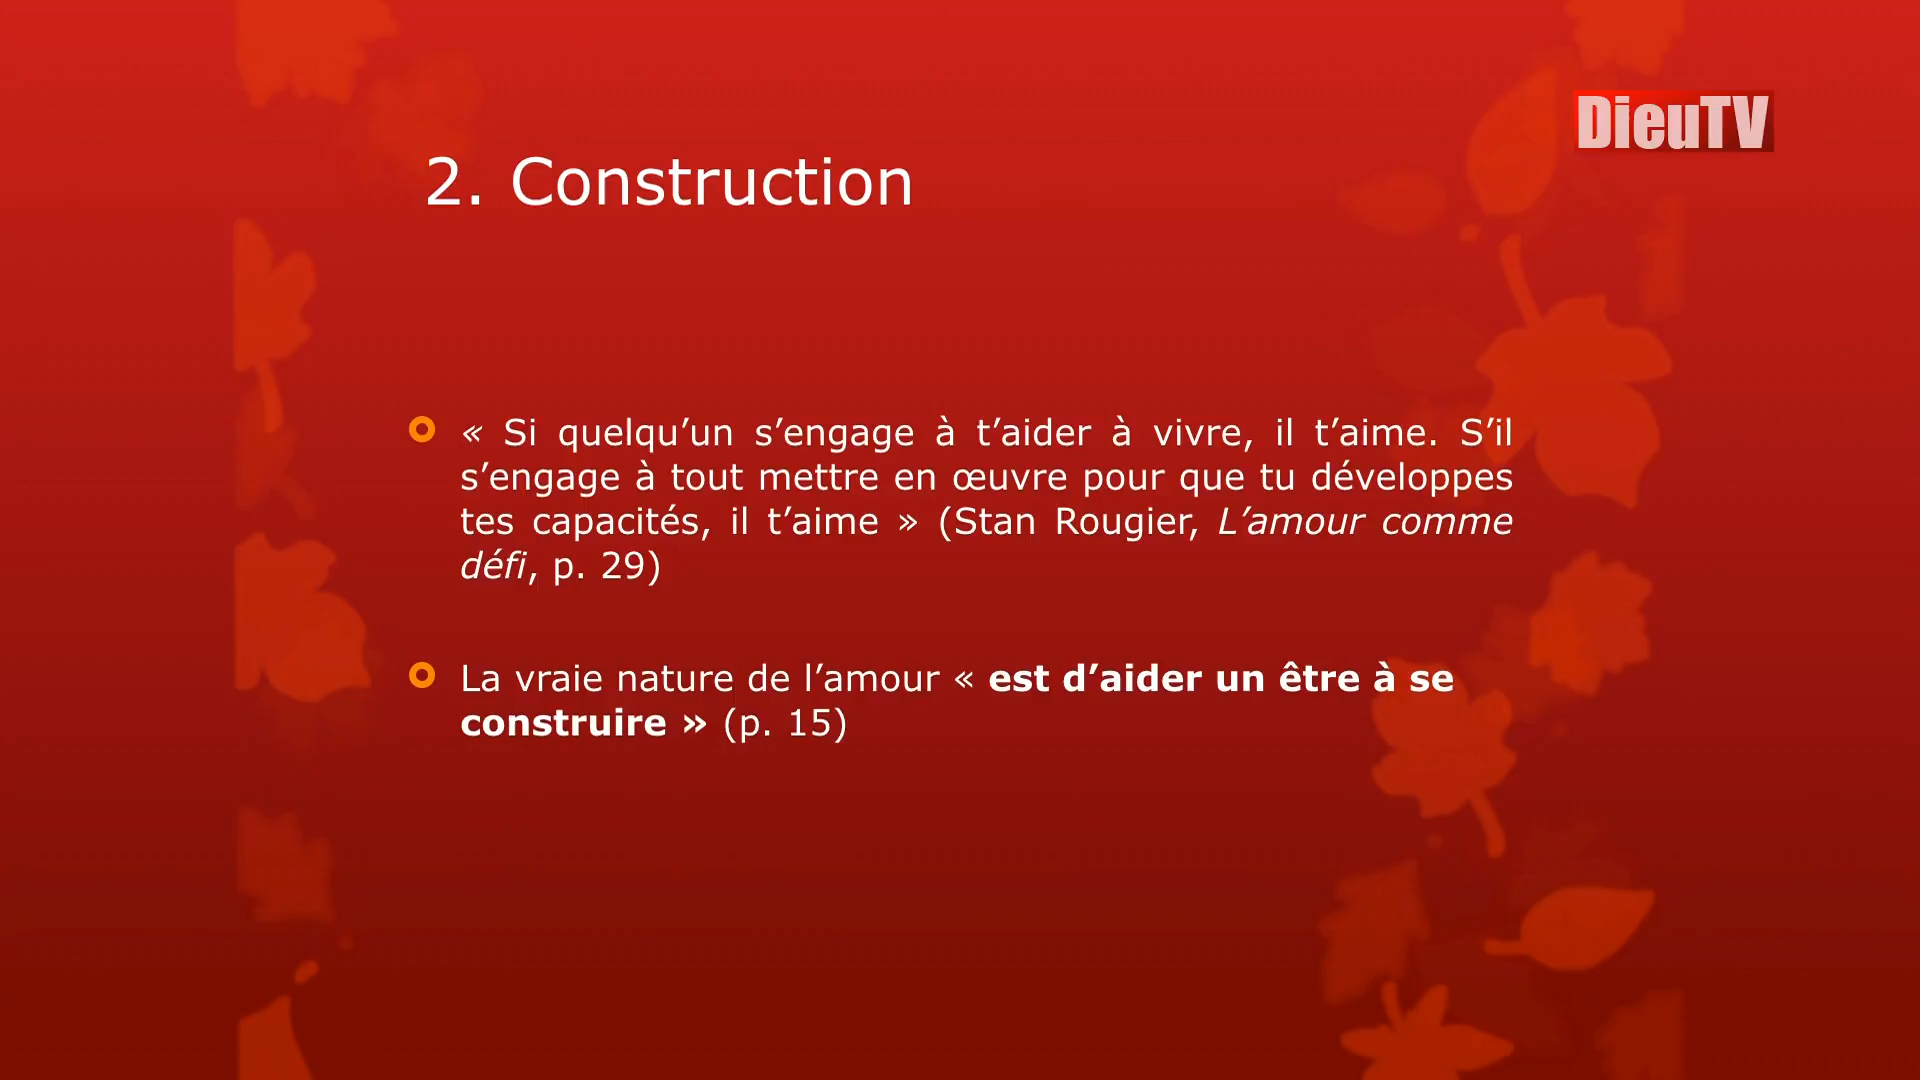 DieuTV
2. Construction
« Si quelqu’un s’engage à t’aider à vivre, il t’aime. S’il
s’engage à tout mettre en œuvre pour que tu développes
tes capacités, il t’aime » (Stan Rougier, L’amour comme
défi, p. 29)
La vraie nature de l’amour « est d’aider un être à se
construire » (p. 15)